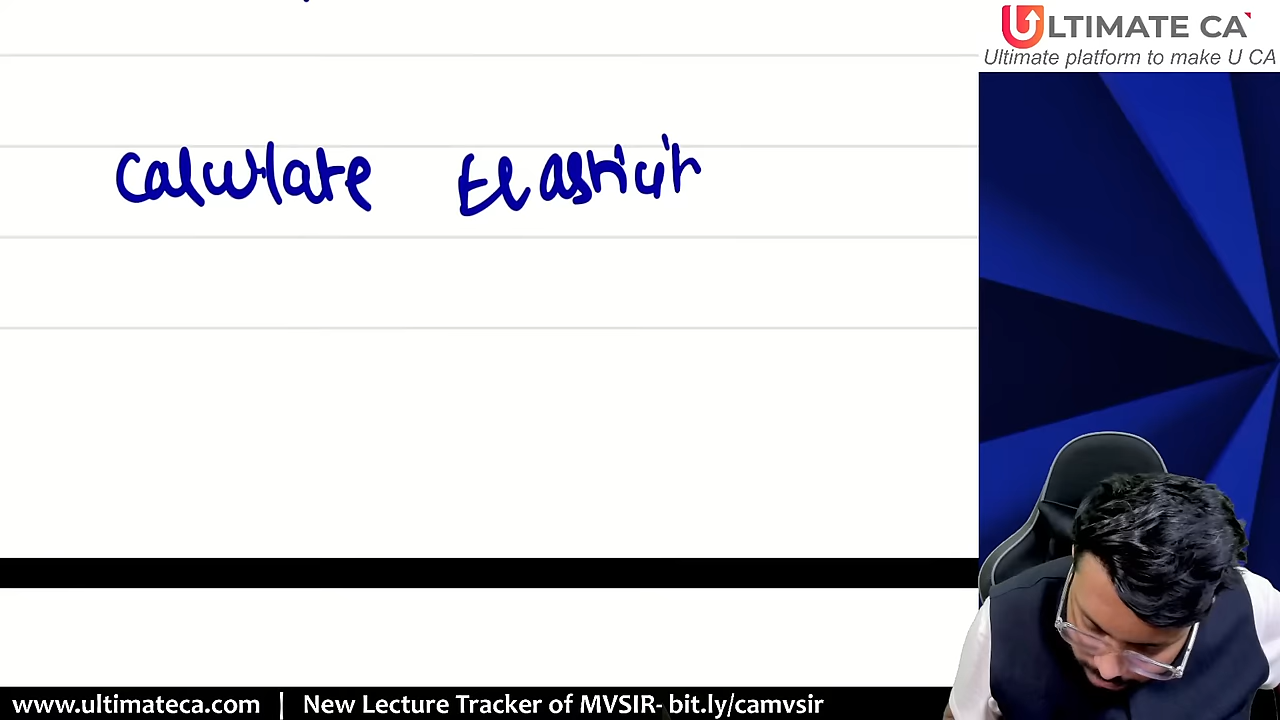 ULTIMATE CA
Ultimate platform to make U CA
Calculate Elasticit
www.ultimateca.com | New Lecture Tracker of MVSIR- bit.ly/camvsir